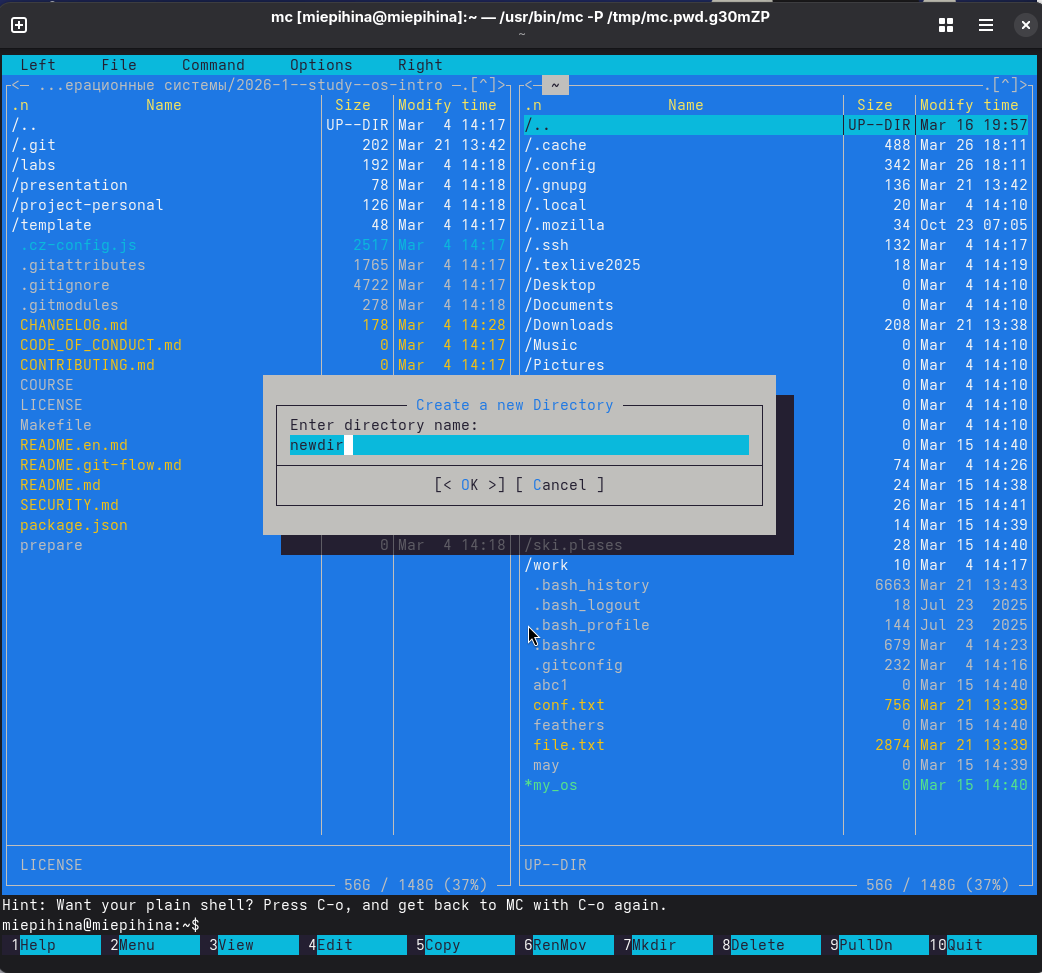 mc [miepihina@miepihina]:~ — /usr/bin/mc -P /tmp/mc.pwd.g30mZP
~
Left File Command Options Right
<─ ...ерационные системы/2026-1--study--os-intro ─.[^]>
.n Name Size Modify time
/.. UP--DIR Mar 4 14:17
/.git 202 Mar 21 13:42
/labs 192 Mar 4 14:18
/presentation 78 Mar 4 14:18
/project-personal 126 Mar 4 14:18
/template 48 Mar 4 14:17
.cz-config.js 2517 Mar 4 14:17
.gitattributes 1765 Mar 4 14:17
.gitignore 4722 Mar 4 14:17
.gitmodules 278 Mar 4 14:18
CHANGELOG.md 178 Mar 4 14:28
CODE_OF_CONDUCT.md 0 Mar 4 14:17
CONTRIBUTING.md 0 Mar 4 14:17
COURSE
LICENSE
Makefile
README.en.md
README.git-flow.md
README.md
SECURITY.md
package.json
prepare 0 Mar 4 14:18
LICENSE
56G / 148G (37%)
<─ ~ .[^]>
.n Name Size Modify time
/.. UP--DIR Mar 16 19:57
/.cache 488 Mar 26 18:11
/.config 342 Mar 26 18:11
/.gnupg 136 Mar 21 13:42
/.local 20 Mar 4 14:10
/.mozilla 34 Oct 23 07:05
/.ssh 132 Mar 4 14:17
/.texlive2025 18 Mar 4 14:19
/Desktop 0 Mar 4 14:10
/Documents 0 Mar 4 14:10
/Downloads 208 Mar 21 13:38
/Music 0 Mar 4 14:10
/Pictures 0 Mar 4 14:10
0 Mar 4 14:10
0 Mar 4 14:10
0 Mar 4 14:10
0 Mar 15 14:40
74 Mar 4 14:26
24 Mar 15 14:38
26 Mar 15 14:41
14 Mar 15 14:39
/ski.plases 28 Mar 15 14:40
/work 10 Mar 4 14:17
.bash_history 6663 Mar 21 13:43
.bash_logout 18 Jul 23 2025
.bash_profile 144 Jul 23 2025
.bashrc 679 Mar 4 14:23
.gitconfig 232 Mar 4 14:16
abc1 0 Mar 15 14:40
conf.txt 756 Mar 21 13:39
feathers 0 Mar 15 14:40
file.txt 2874 Mar 21 13:39
may 0 Mar 15 14:39
*my_os 0 Mar 15 14:40
UP--DIR
56G / 148G (37%)
Create a new Directory
Enter directory name:
newdir
[< OK >] [ Cancel ]
Hint: Want your plain shell? Press C-o, and get back to MC with C-o again.
miepihina@miepihina:~$
1Help 2Menu 3View 4Edit 5Copy 6RenMov 7Mkdir 8Delete 9PullDn 10Quit